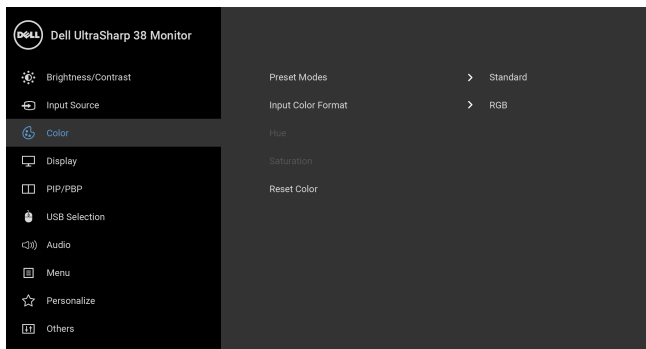 DELL Dell UltraSharp 38 Monitor
Brightness/Contrast
Input Source
Color
Display
PIP/PBP
USB Selection
Audio
Menu
Personalize
Others
Preset Modes > Standard
Input Color Format > RGB
Hue
Saturation
Reset Color